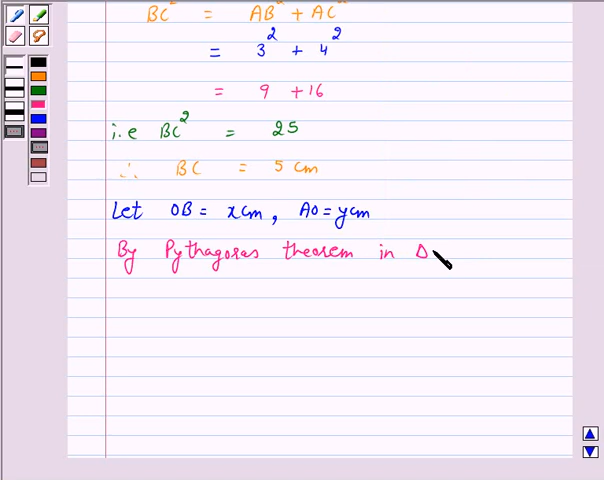 BC² = AB² + AC²
= 3² + 4²
= 9 + 16
i.e BC² = 25
∴ BC = 5 cm
Let OB = x cm, AO = y cm
By Pythagoras theorem in Δ